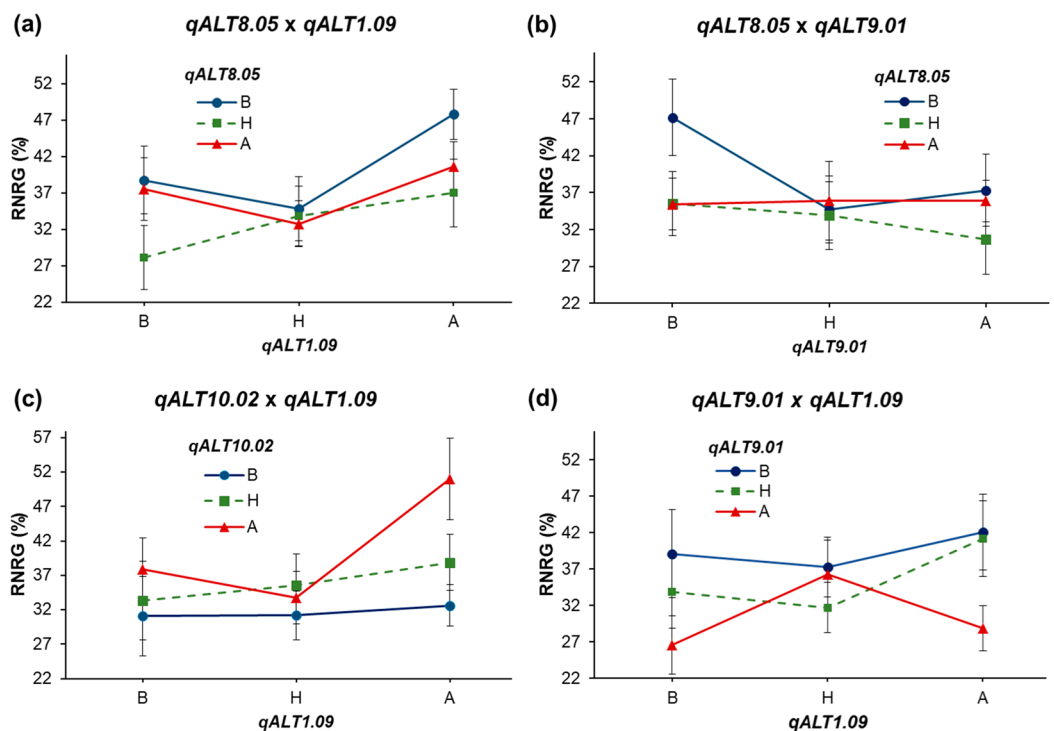 (a)
qALT8.05 x qALT1.09
RNRG (%)
52
47
42
37
32
27
22
qALT8.05
B
H
A
B H A
qALT1.09
(b)
qALT8.05 x qALT9.01
RNRG (%)
52
47
42
37
32
27
22
qALT8.05
B
H
A
B H A
qALT9.01
(c)
qALT10.02 x qALT1.09
RNRG (%)
57
52
47
42
37
32
27
22
qALT10.02
B
H
A
B H A
qALT1.09
(d)
qALT9.01 x qALT1.09
RNRG (%)
52
47
42
37
32
27
22
qALT9.01
B
H
A
B H A
qALT1.09